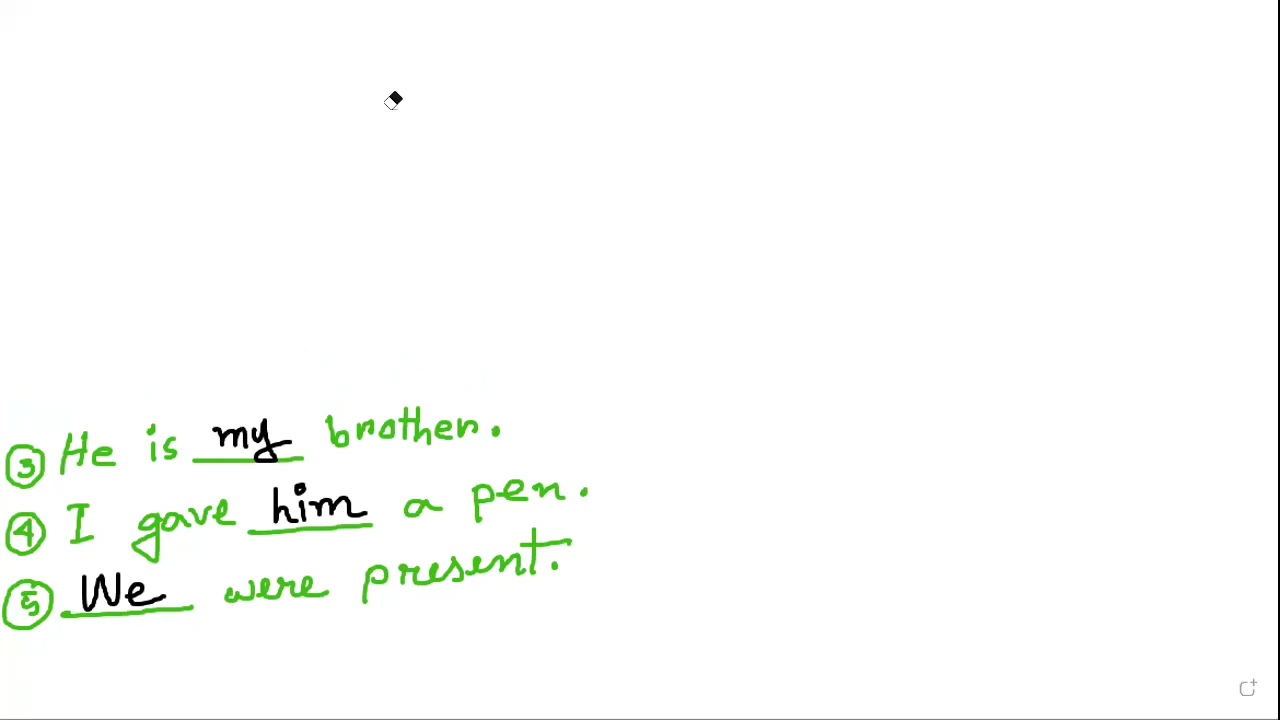 ③ He is my brother.
④ I gave him a pen.
⑤ We were present.